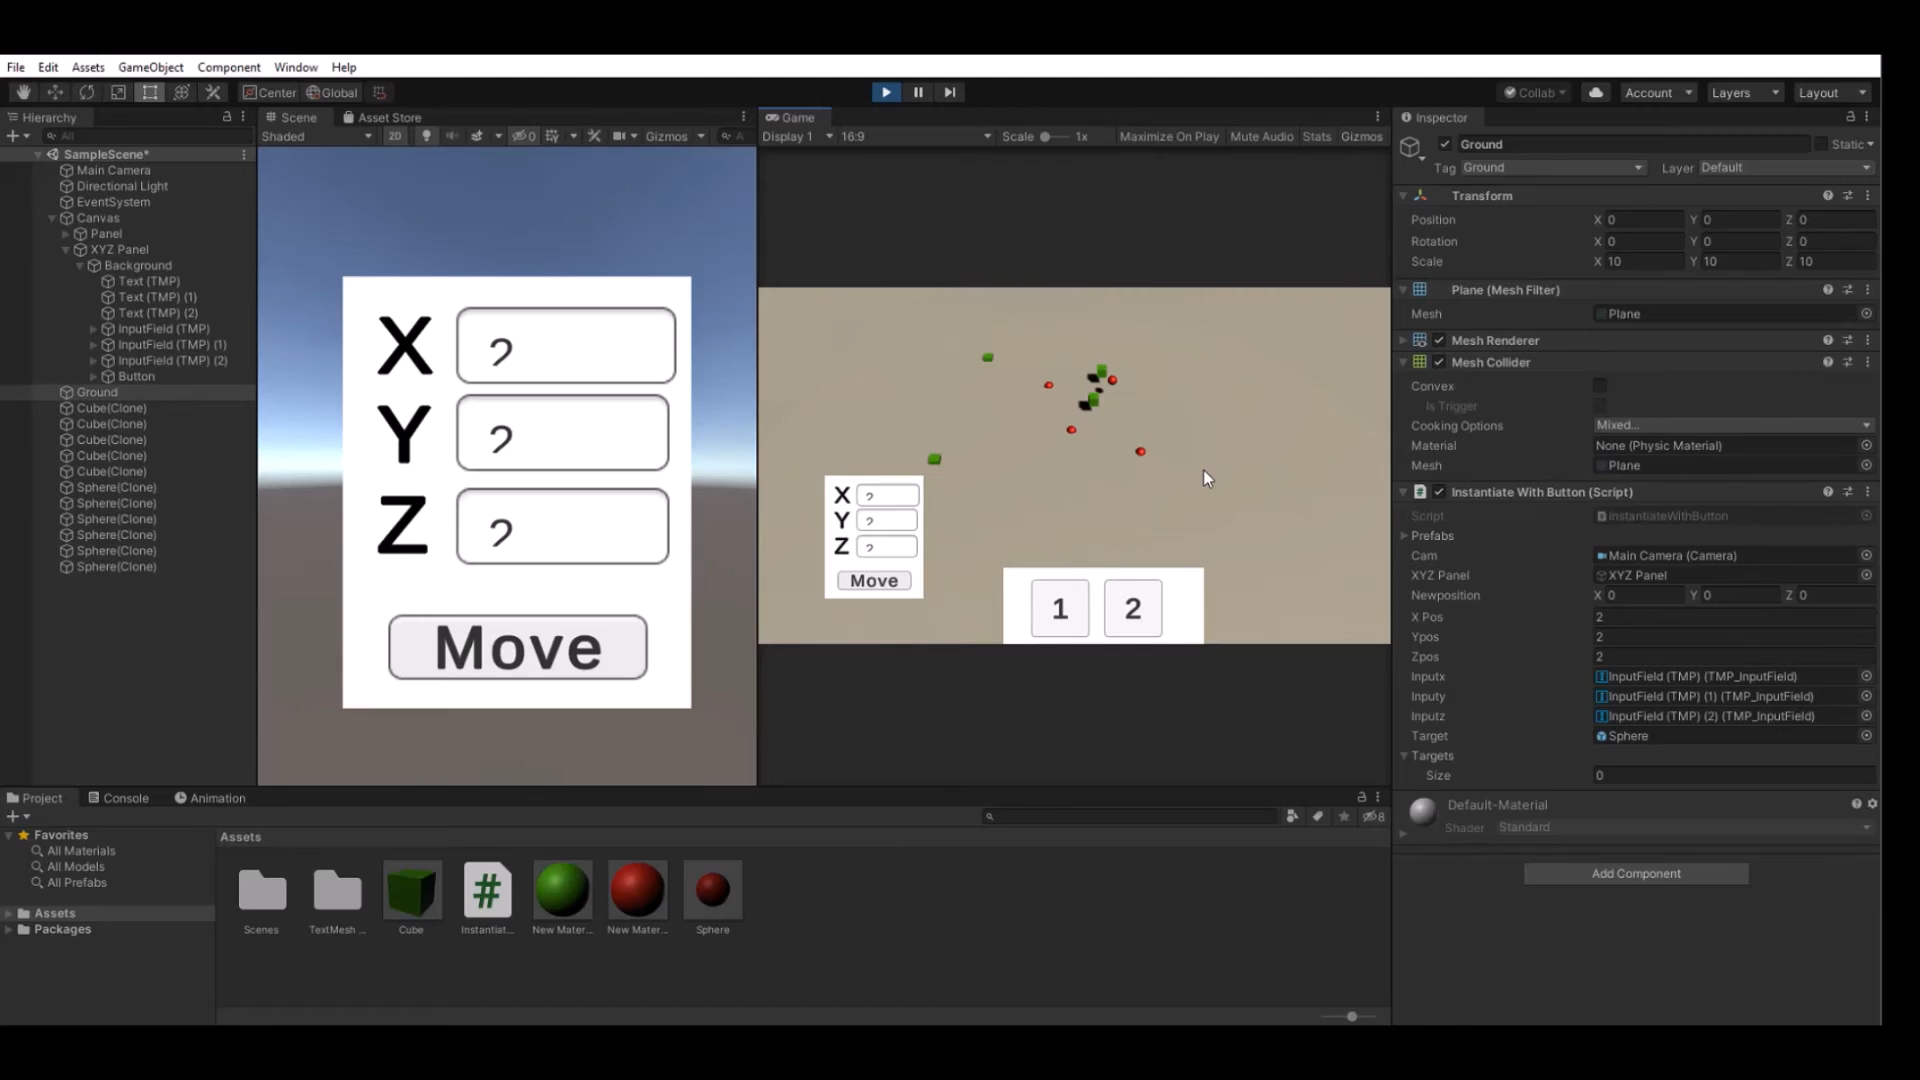 File Edit Assets GameObject Component Window Help
Center Global
Collab Account Layers Layout
Hierarchy
All
SampleScene*
Main Camera
Directional Light
EventSystem
Canvas
Panel
XYZ Panel
Background
Text (TMP)
Text (TMP) (1)
Text (TMP) (2)
InputField (TMP)
InputField (TMP) (1)
InputField (TMP) (2)
Button
Ground
Cube(Clone)
Cube(Clone)
Cube(Clone)
Cube(Clone)
Cube(Clone)
Sphere(Clone)
Sphere(Clone)
Sphere(Clone)
Sphere(Clone)
Sphere(Clone)
Sphere(Clone)
Scene Asset Store
Shaded 2D 0 Gizmos A
X 2
Y 2
Z 2
Move
Game
Display 1 16:9 Scale 1x Maximize On Play Mute Audio Stats Gizmos
X 2
Y 2
Z 2
Move
1 2
Inspector
Ground Static
Tag Ground Layer Default
Transform
Position X 0 Y 0 Z 0
Rotation X 0 Y 0 Z 0
Scale X 10 Y 10 Z 10
Plane (Mesh Filter)
Mesh Plane
Mesh Renderer
Mesh Collider
Convex
Is Trigger
Cooking Options Mixed...
Material None (Physic Material)
Mesh Plane
# Instantiate With Button (Script)
Script InstantiateWithButton
Prefabs
Cam Main Camera (Camera)
XYZ Panel XYZ Panel
Newposition X 0 Y 0 Z 0
X Pos 2
Ypos 2
Zpos 2
Inputx InputField (TMP) (TMP_InputField)
Inputy InputField (TMP) (1) (TMP_InputField)
Inputz InputField (TMP) (2) (TMP_InputField)
Target Sphere
Targets
Size 0
Default-Material
Shader Standard
Add Component
Project Console Animation
8
Favorites
All Materials
All Models
All Prefabs
Assets
Packages
Assets
#
Scenes TextMesh ... Cube Instantiat... New Mater... New Mater... Sphere